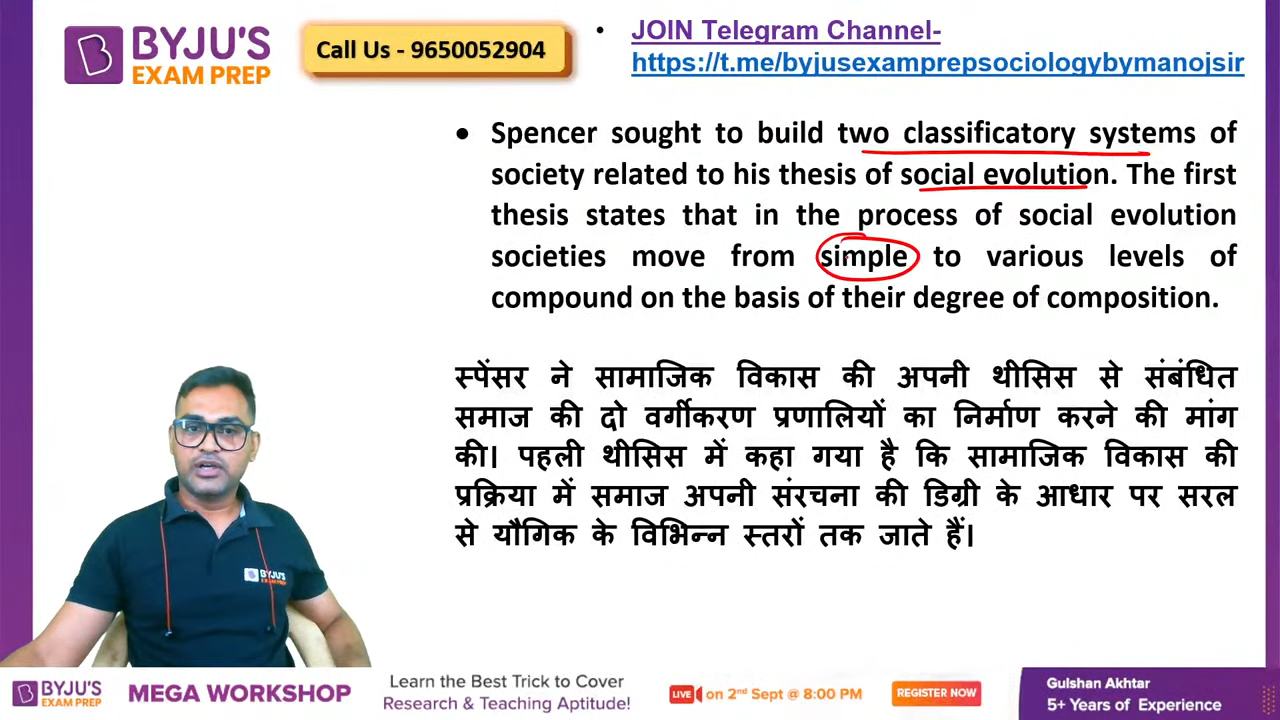 BYJU'S
EXAM PREP
Call Us - 9650052904
• JOIN Telegram Channel-
https://t.me/byjusexamprepsociologybymanojsir
• Spencer sought to build two classificatory systems of
society related to his thesis of social evolution. The first
thesis states that in the process of social evolution
societies move from simple to various levels of
compound on the basis of their degree of composition.
स्पेंसर ने सामाजिक विकास की अपनी थीसिस से संबंधित
समाज की दो वर्गीकरण प्रणालियों का निर्माण करने की मांग
की। पहली थीसिस में कहा गया है कि सामाजिक विकास की
प्रक्रिया में समाज अपनी संरचना की डिग्री के आधार पर सरल
से यौगिक के विभिन्न स्तरों तक जाते हैं।
BYJU'S
EXAM PREP
BYJU'S
EXAM PREP
MEGA WORKSHOP
Learn the Best Trick to Cover
Research & Teaching Aptitude!
LIVE on 2nd Sept @ 8:00 PM
REGISTER NOW
Gulshan Akhtar
5+ Years of Experience